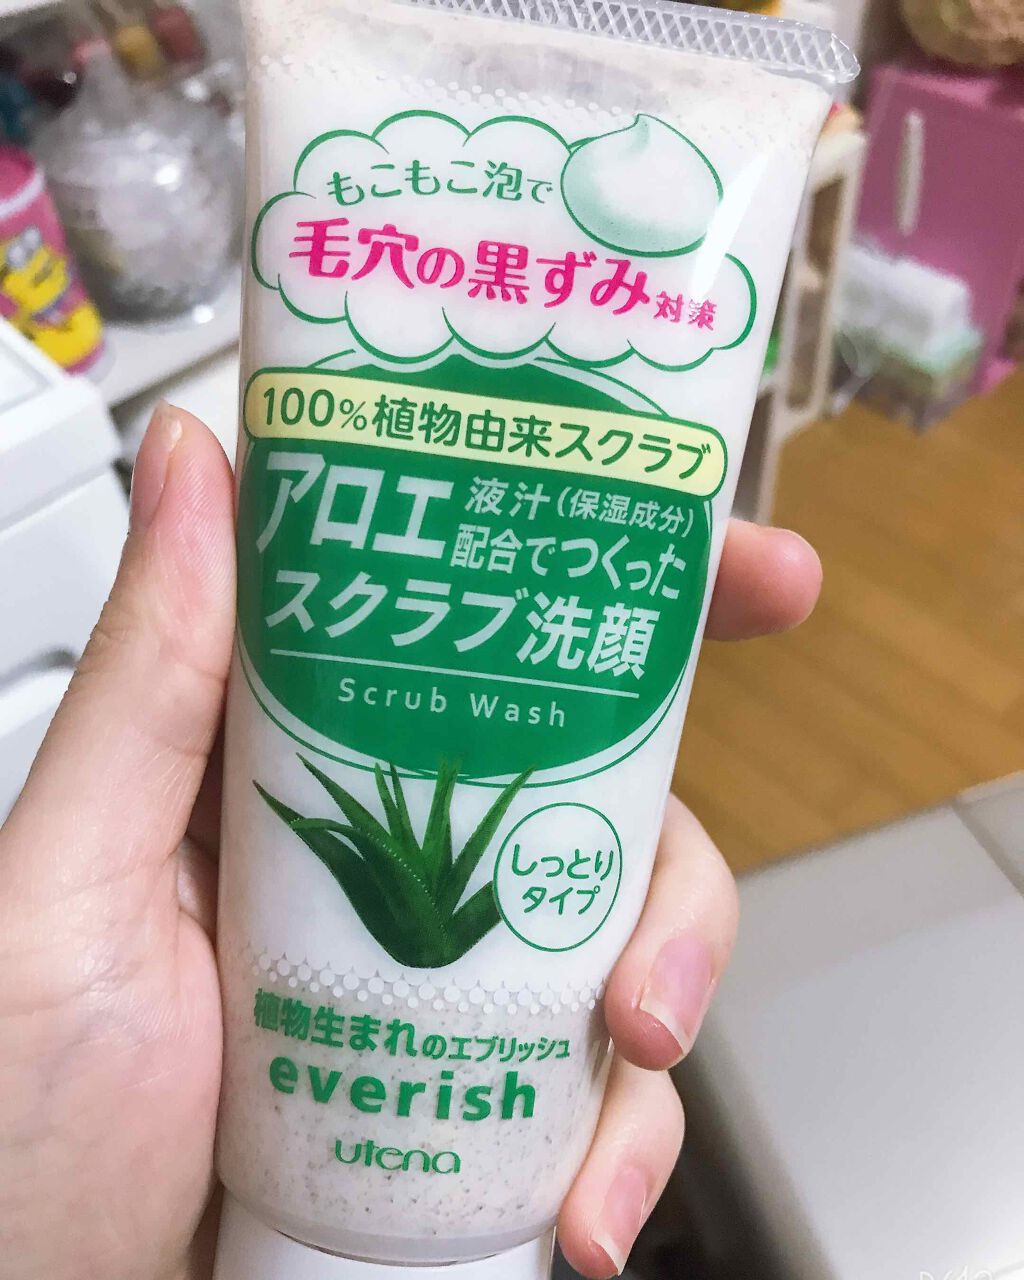 もこもこ泡で
毛穴の黒ずみ対策
100%植物由来スクラブ
アロエ液汁(保湿成分)
配合でつくった
スクラブ洗顔
Scrub Wash
しっとり
タイプ
植物生まれのエブリッシュ
everish
utena